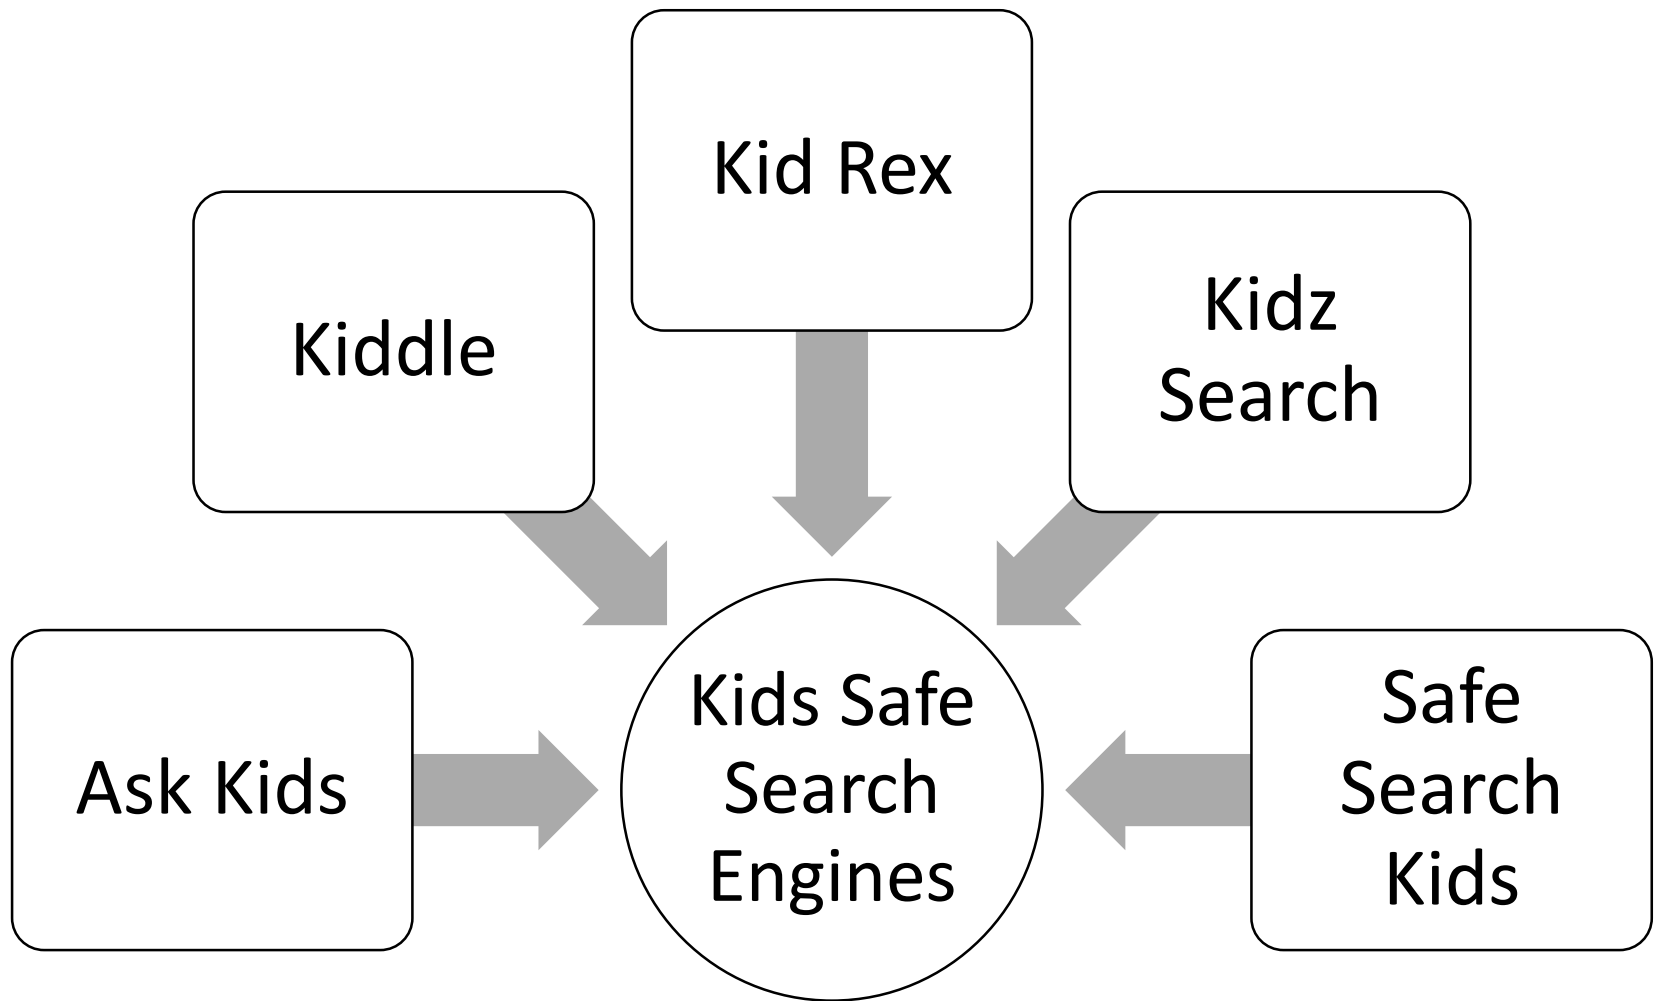 Kid Rex
Kiddle
Kidz
Search
Ask Kids
Kids Safe
Search
Engines
Safe
Search
Kids